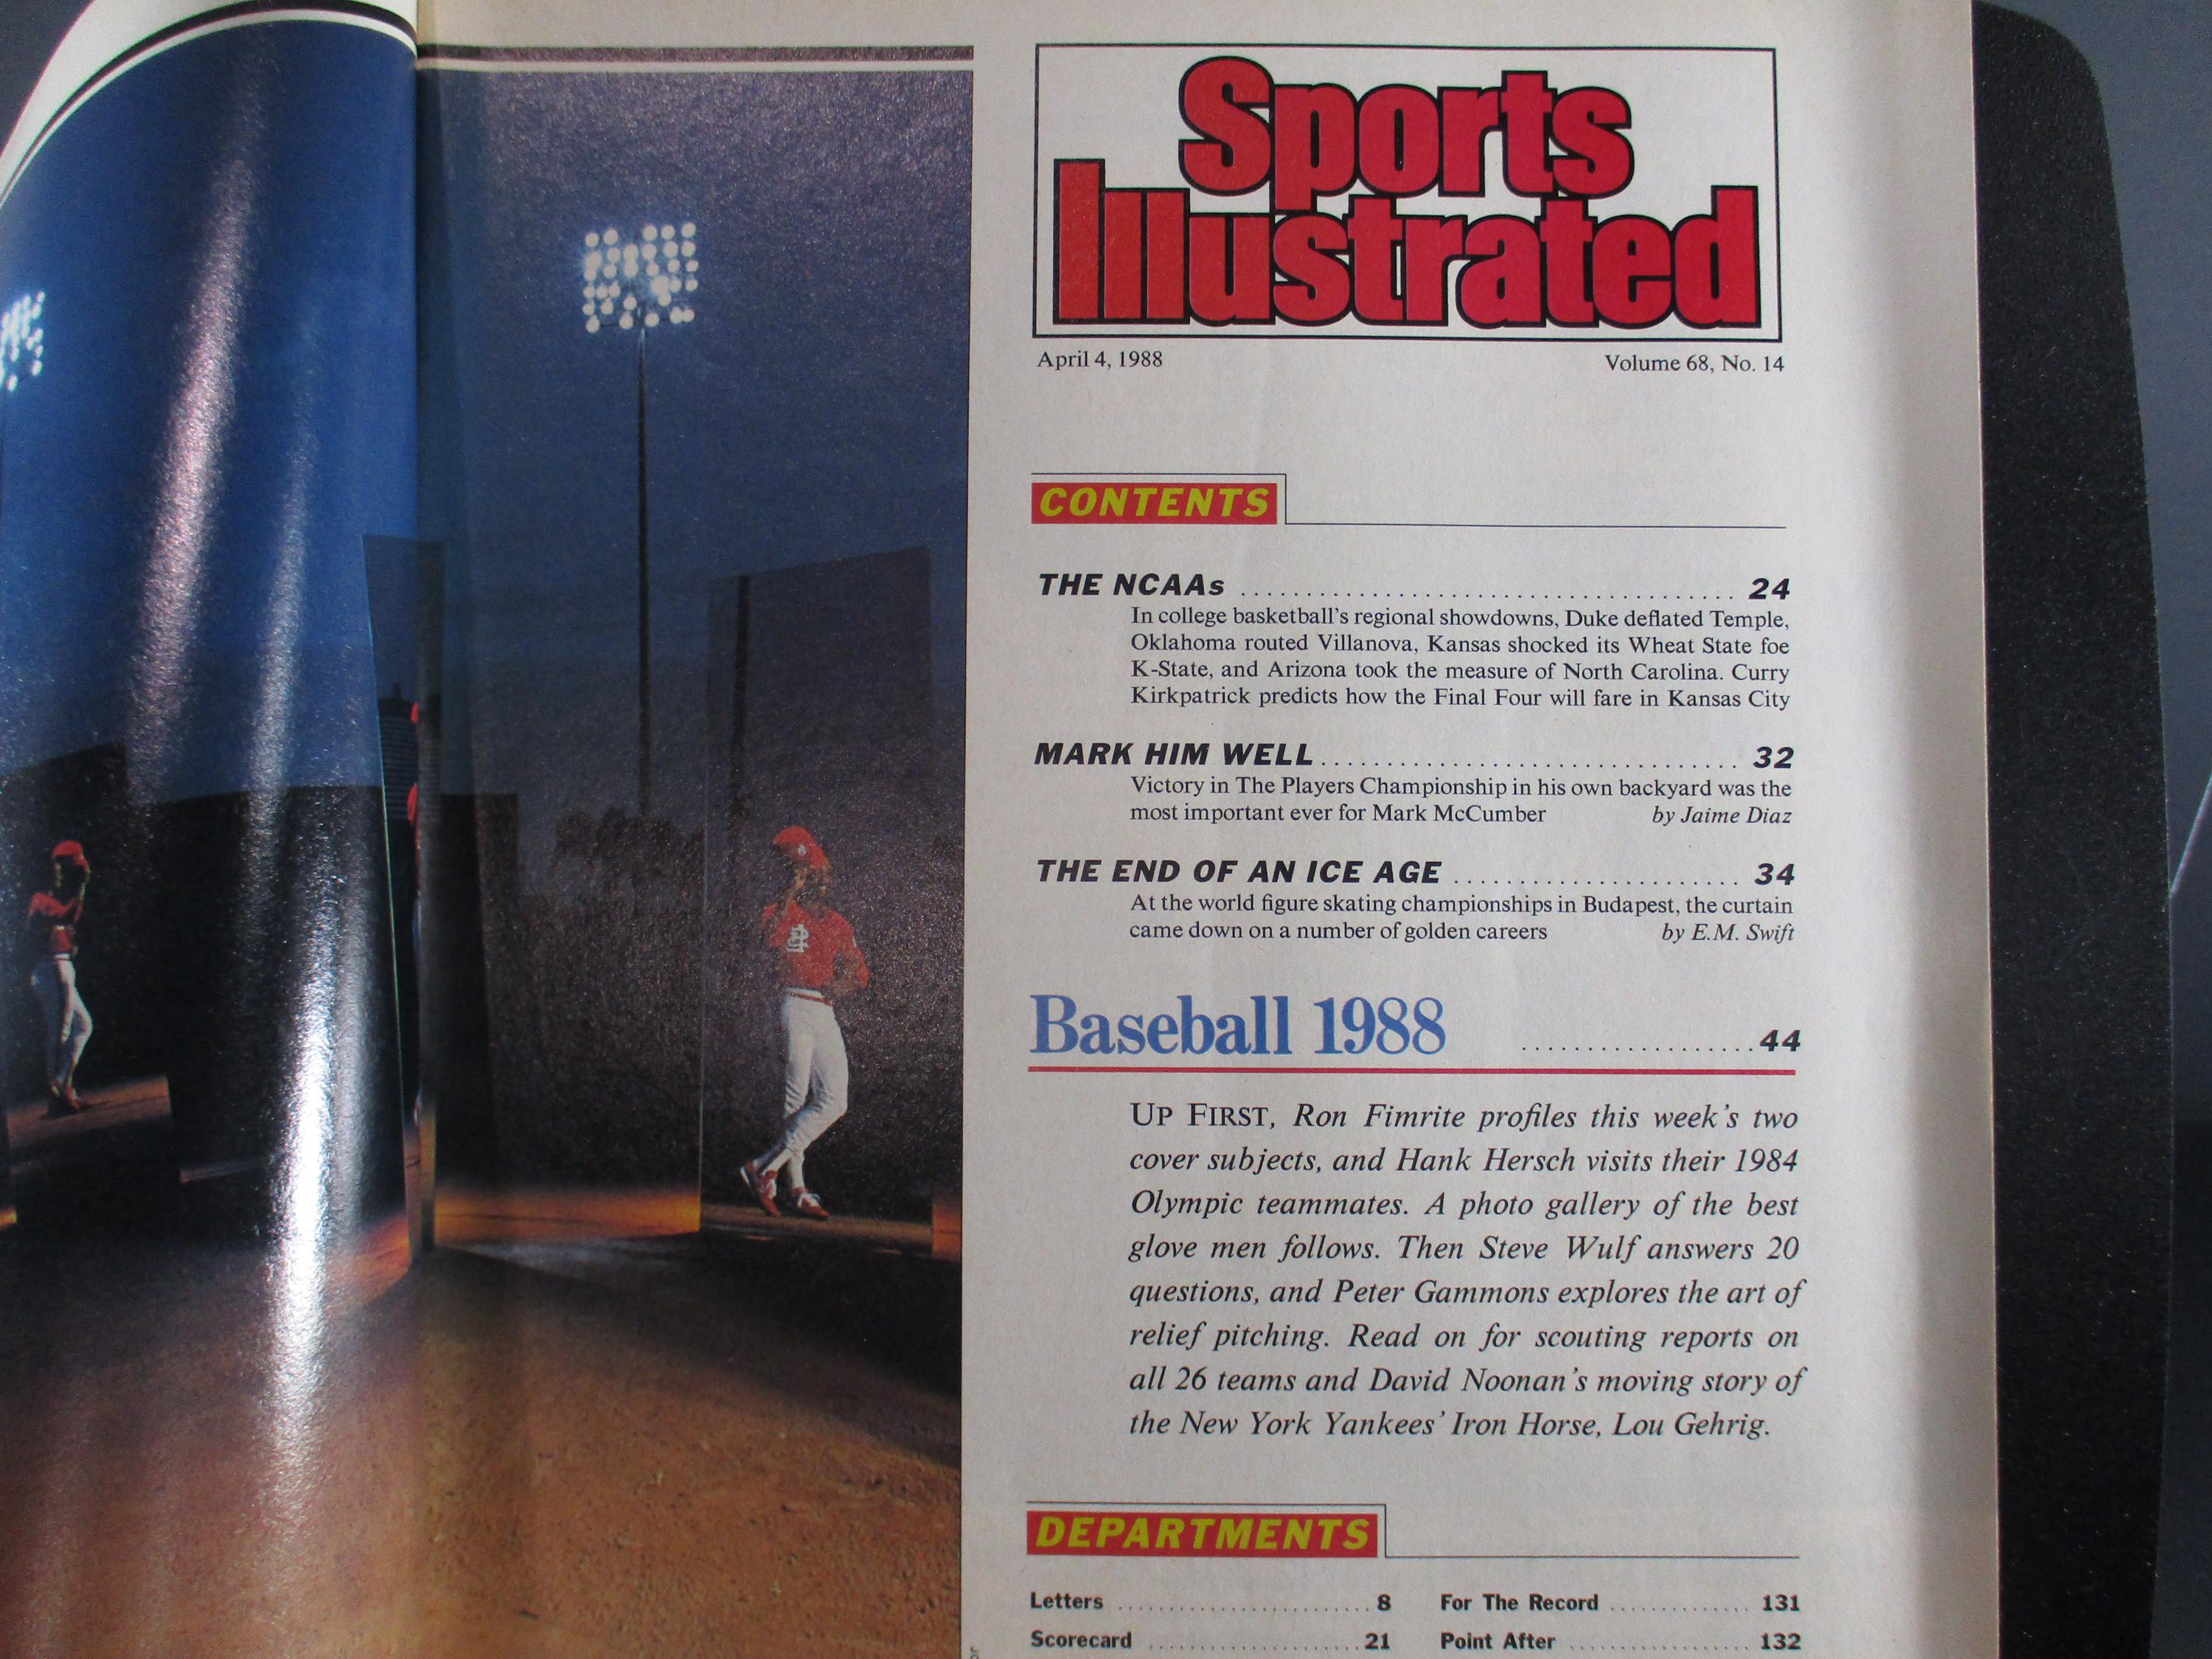 Sports
Illustrated
April 4, 1988
Volume 68, No. 14
CONTENTS
THE NCAAs ........................................ 24
In college basketball's regional showdowns, Duke deflated Temple,
Oklahoma routed Villanova, Kansas shocked its Wheat State foe
K-State, and Arizona took the measure of North Carolina. Curry
Kirkpatrick predicts how the Final Four will fare in Kansas City
MARK HIM WELL ................................. 32
Victory in The Players Championship in his own backyard was the
most important ever for Mark McCumber by Jaime Diaz
THE END OF AN ICE AGE ....................... 34
At the world figure skating championships in Budapest, the curtain
came down on a number of golden careers by E.M. Swift
Baseball 1988 ................... 44
UP FIRST, Ron Fimrite profiles this week's two
cover subjects, and Hank Hersch visits their 1984
Olympic teammates. A photo gallery of the best
glove men follows. Then Steve Wulf answers 20
questions, and Peter Gammons explores the art of
relief pitching. Read on for scouting reports on
all 26 teams and David Noonan's moving story of
the New York Yankees' Iron Horse, Lou Gehrig.
DEPARTMENTS
Letters ......................... 8
For The Record .............. 131
Scorecard ...................... 21
Point After .................. 132